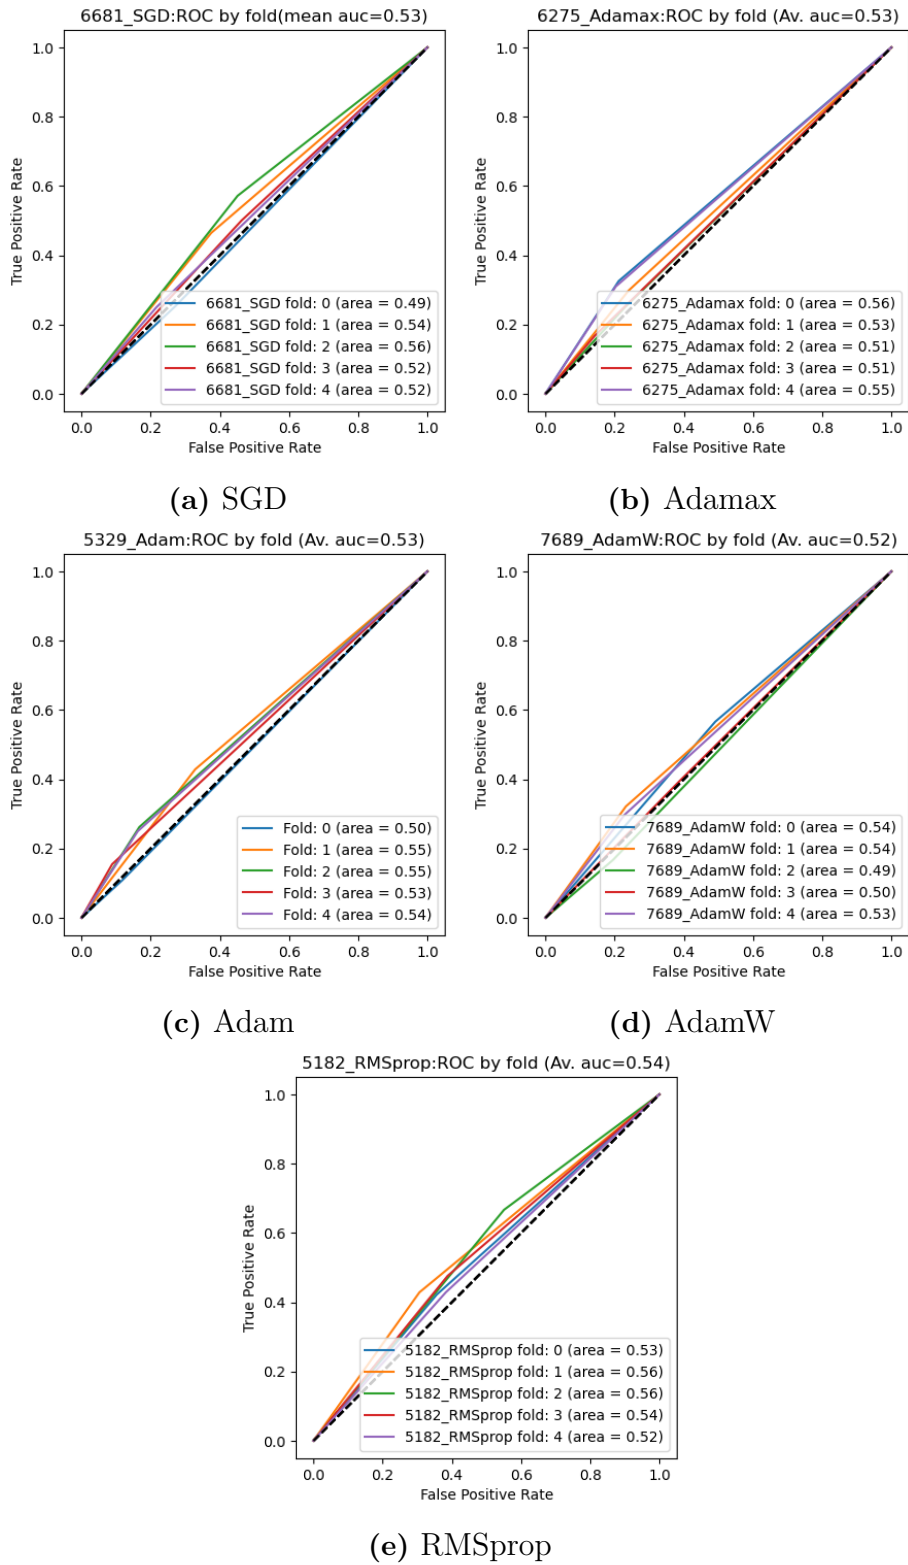 6681_SGD:ROC by fold(mean auc=0.53)
True Positive Rate
1.0
0.8
0.6
0.4
0.2
0.0
6681_SGD fold: 0 (area = 0.49)
6681_SGD fold: 1 (area = 0.54)
6681_SGD fold: 2 (area = 0.56)
6681_SGD fold: 3 (area = 0.52)
6681_SGD fold: 4 (area = 0.52)
0.0 0.2 0.4 0.6 0.8 1.0
False Positive Rate
(a) SGD
6275_Adamax:ROC by fold (Av. auc=0.53)
True Positive Rate
1.0
0.8
0.6
0.4
0.2
0.0
6275_Adamax fold: 0 (area = 0.56)
6275_Adamax fold: 1 (area = 0.53)
6275_Adamax fold: 2 (area = 0.51)
6275_Adamax fold: 3 (area = 0.51)
6275_Adamax fold: 4 (area = 0.55)
0.0 0.2 0.4 0.6 0.8 1.0
False Positive Rate
(b) Adamax
5329_Adam:ROC by fold (Av. auc=0.53)
True Positive Rate
1.0
0.8
0.6
0.4
0.2
0.0
Fold: 0 (area = 0.50)
Fold: 1 (area = 0.55)
Fold: 2 (area = 0.55)
Fold: 3 (area = 0.53)
Fold: 4 (area = 0.54)
0.0 0.2 0.4 0.6 0.8 1.0
False Positive Rate
(c) Adam
7689_AdamW:ROC by fold (Av. auc=0.52)
True Positive Rate
1.0
0.8
0.6
0.4
0.2
0.0
7689_AdamW fold: 0 (area = 0.54)
7689_AdamW fold: 1 (area = 0.54)
7689_AdamW fold: 2 (area = 0.49)
7689_AdamW fold: 3 (area = 0.50)
7689_AdamW fold: 4 (area = 0.53)
0.0 0.2 0.4 0.6 0.8 1.0
False Positive Rate
(d) AdamW
5182_RMSprop:ROC by fold (Av. auc=0.54)
True Positive Rate
1.0
0.8
0.6
0.4
0.2
0.0
5182_RMSprop fold: 0 (area = 0.53)
5182_RMSprop fold: 1 (area = 0.56)
5182_RMSprop fold: 2 (area = 0.56)
5182_RMSprop fold: 3 (area = 0.54)
5182_RMSprop fold: 4 (area = 0.52)
0.0 0.2 0.4 0.6 0.8 1.0
False Positive Rate
(e) RMSprop